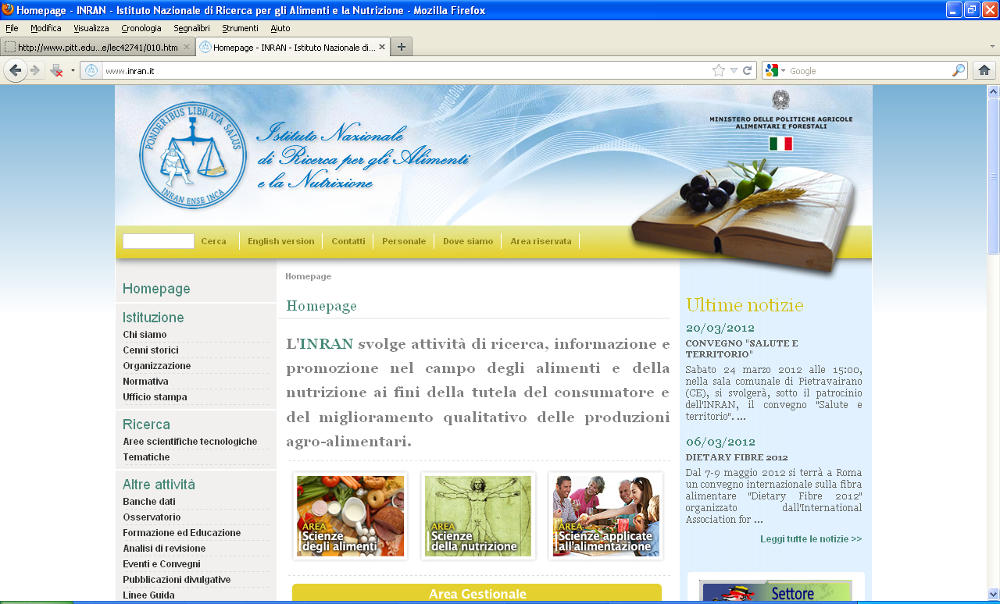 Homepage - INRAN - Istituto Nazionale di Ricerca per gli Alimenti e la Nutrizione - Mozilla Firefox
File Modifica Visualizza Cronologia Segnalibri Strumenti Aiuto
http://www.pitt.edu...e/lec42741/010.htm
Homepage - INRAN - Istituto Nazionale di...
www.inran.it
Google
PONDERIBUS LIBRATA SALUS
INRAN ENSE INCA
Istituto Nazionale
di Ricerca per gli Alimenti
e la Nutrizione
MINISTERO DELLE POLITICHE AGRICOLE
ALIMENTARI E FORESTALI
Cerca English version Contatti Personale Dove siamo Area riservata
Homepage
Istituzione
Chi siamo
Cenni storici
Organizzazione
Normativa
Ufficio stampa
Ricerca
Aree scientifiche tecnologiche
Tematiche
Altre attività
Banche dati
Osservatorio
Formazione ed Educazione
Analisi di revisione
Eventi e Convegni
Pubblicazioni divulgative
Linee Guida
Homepage
Homepage
L'INRAN svolge attività di ricerca, informazione e
promozione nel campo degli alimenti e della
nutrizione ai fini della tutela del consumatore e
del miglioramento qualitativo delle produzioni
agro-alimentari.
AREA
Scienze
degli alimenti
AREA
Scienze
della nutrizione
AREA
Scienze applicate
all'alimentazione
Area Gestionale
Ultime notizie
20/03/2012
CONVEGNO "SALUTE E
TERRITORIO"
Sabato 24 marzo 2012 alle 15:00,
nella sala comunale di Pietravairano
(CE), si svolgerà, sotto il patrocinio
dell'INRAN, il convegno "Salute e
territorio". ...
06/03/2012
DIETARY FIBRE 2012
Dal 7-9 maggio 2012 si terrà a Roma
un convegno internazionale sulla fibra
alimentare "Dietary Fibre 2012"
organizzato dall'International
Association for ...
Leggi tutte le notizie >>
Settore